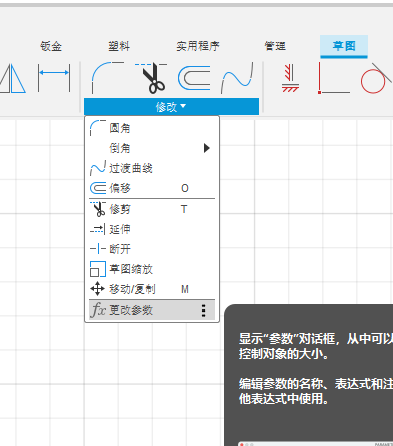 钣金 塑料 实用程序 管理 草图
修改
圆角
倒角
过渡曲线
偏移 O
修剪 T
延伸
断开
草图缩放
移动/复制 M
fx 更改参数
显示“参数”对话框，从中可以
控制对象的大小。
编辑参数的名称、表达式和注
他表达式中使用。